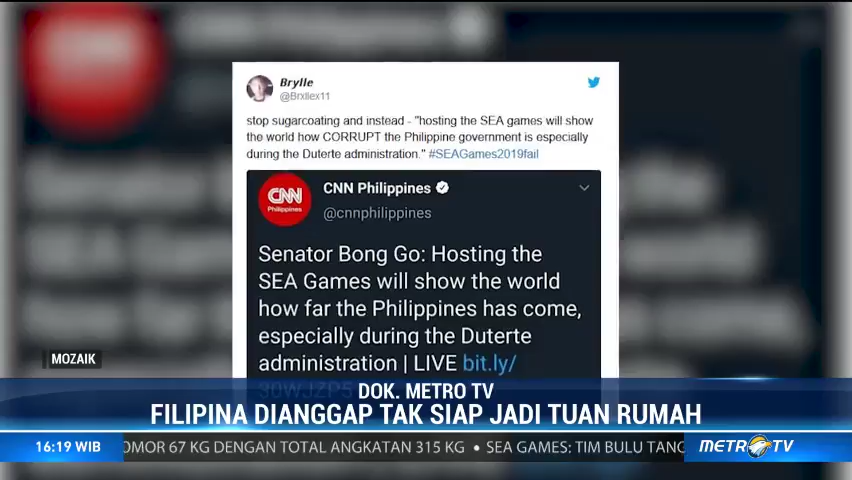 Brylle
@Brxllex11
stop sugarcoating and instead - "hosting the SEA games will show
the world how CORRUPT the Philippine government is especially
during the Duterte administration." #SEAGames2019fail
CNN
Philippines
CNN Philippines
@cnnphilippines
Senator Bong Go: Hosting the
SEA Games will show the world
how far the Philippines has come,
especially during the Duterte
administration | LIVE bit.ly/
30WJZP5
MOZAIK
DOK. METRO TV
FILIPINA DIANGGAP TAK SIAP JADI TUAN RUMAH
16:19 WIB
OMOR 67 KG DENGAN TOTAL ANGKATAN 315 KG • SEA GAMES: TIM BULU TANG
METRO TV